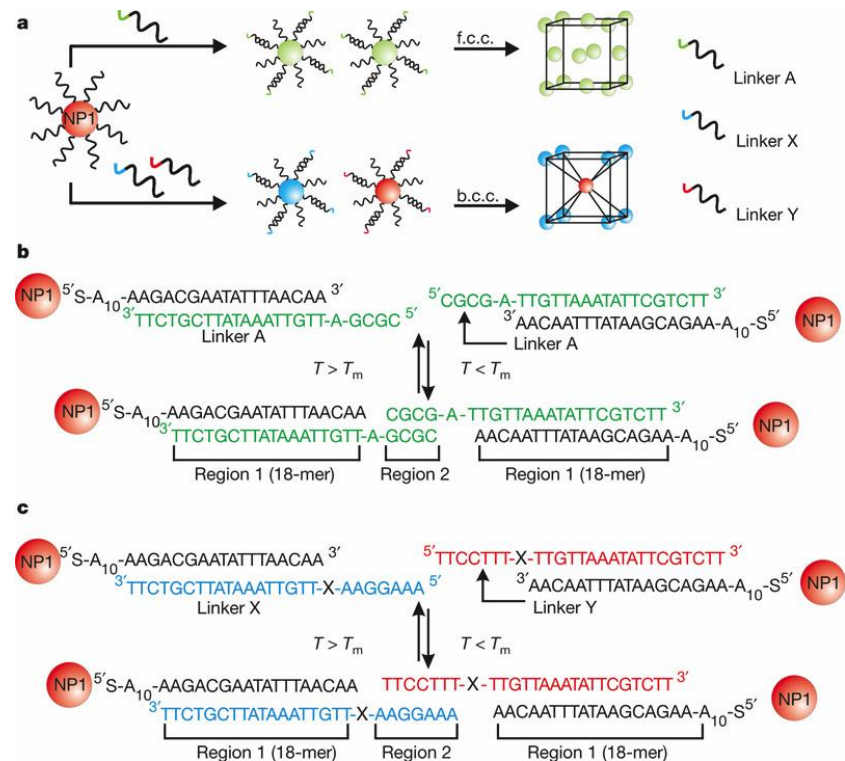 a
NP1
f.c.c.
Linker A
Linker X
b.c.c.
Linker Y
b
NP1 5′S-A10-AAGACGAATATTTAACAA 3′
3′TTCTGCTTATAAATTGTT-A-GCGC 5′
Linker A
5′CGCG-A-TTGTTAAATATTCGTCTT 3′
3′AACAATTTATAAGCAGAA-A10-S5′ NP1
Linker A
T > Tm
T < Tm
NP1 5′S-A10-AAGACGAATATTTAACAA CGCG-A-TTGTTAAATATTCGTCTT 3′
3′TTCTGCTTATAAATTGTT-A-GCGC AACAATTTATAAGCAGAA-A10-S5′ NP1
Region 1 (18-mer) Region 2 Region 1 (18-mer)
c
NP1 5′S-A10-AAGACGAATATTTAACAA 3′
3′TTCTGCTTATAAATTGTT-X-AAGGAAA 5′
Linker X
5′TTCCTTT-X-TTGTTAAATATTCGTCTT 3′
3′AACAATTTATAAGCAGAA-A10-S5′ NP1
Linker Y
T > Tm
T < Tm
NP1 5′S-A10-AAGACGAATATTTAACAA TTCCTTT-X-TTGTTAAATATTCGTCTT 3′
3′TTCTGCTTATAAATTGTT-X-AAGGAAA AACAATTTATAAGCAGAA-A10-S5′ NP1
Region 1 (18-mer) Region 2 Region 1 (18-mer)